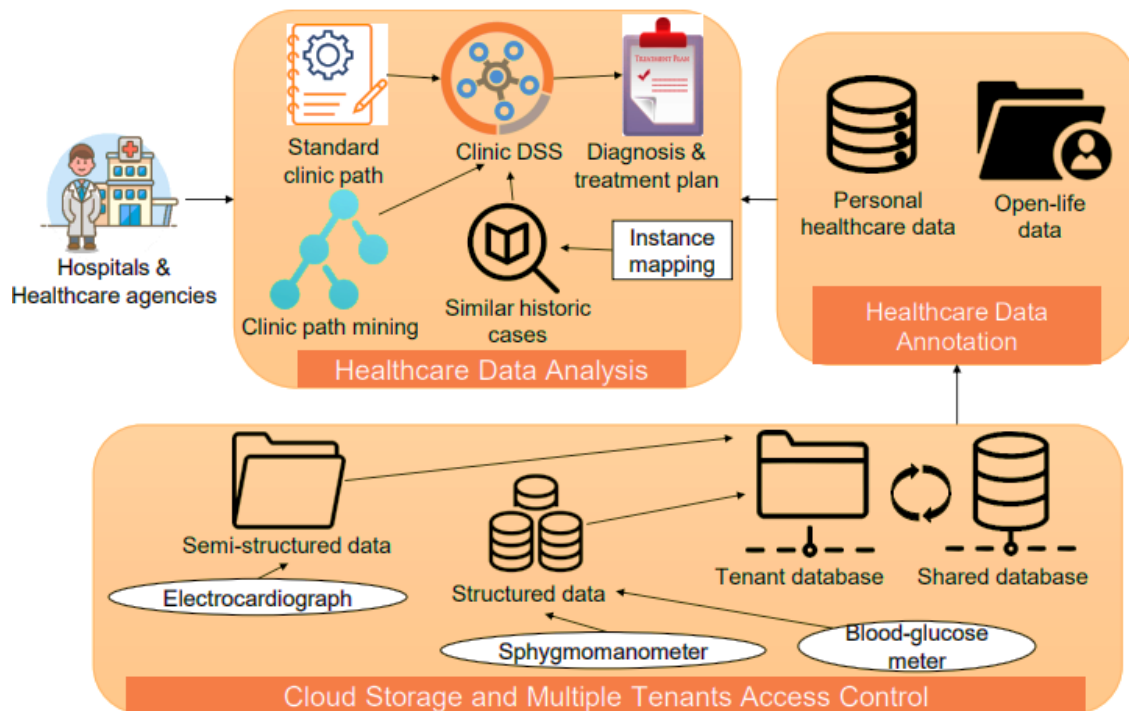 TREATMENT PLAN
Standard
clinic path
Clinic DSS
Diagnosis &
treatment plan
Hospitals &
Healthcare agencies
Clinic path mining
Similar historic
cases
Instance
mapping
Healthcare Data Analysis
Personal
healthcare data
Open-life
data
Healthcare Data
Annotation
Semi-structured data
Electrocardiograph
Structured data
Sphygmomanometer
Blood-glucose
meter
Tenant database
Shared database
Cloud Storage and Multiple Tenants Access Control